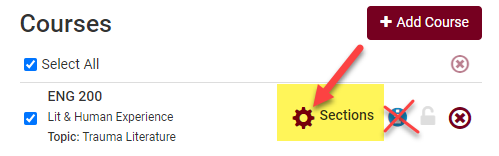 Courses
+ Add Course
Select All
ENG 200
Sections
Lit & Human Experience
Topic: Trauma Literature